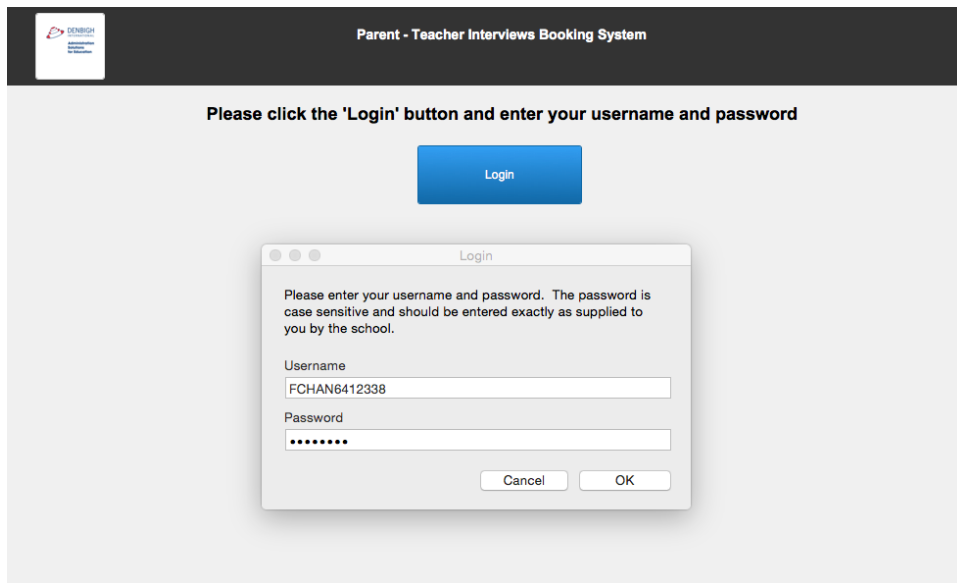 DENBIGH
INTERNATIONAL
Administration
Solutions
for Education
Parent - Teacher Interviews Booking System
Please click the 'Login' button and enter your username and password
Login
Login
Please enter your username and password.  The password is
case sensitive and should be entered exactly as supplied to
you by the school.
Username
FCHAN6412338
Password
••••••••
Cancel
OK